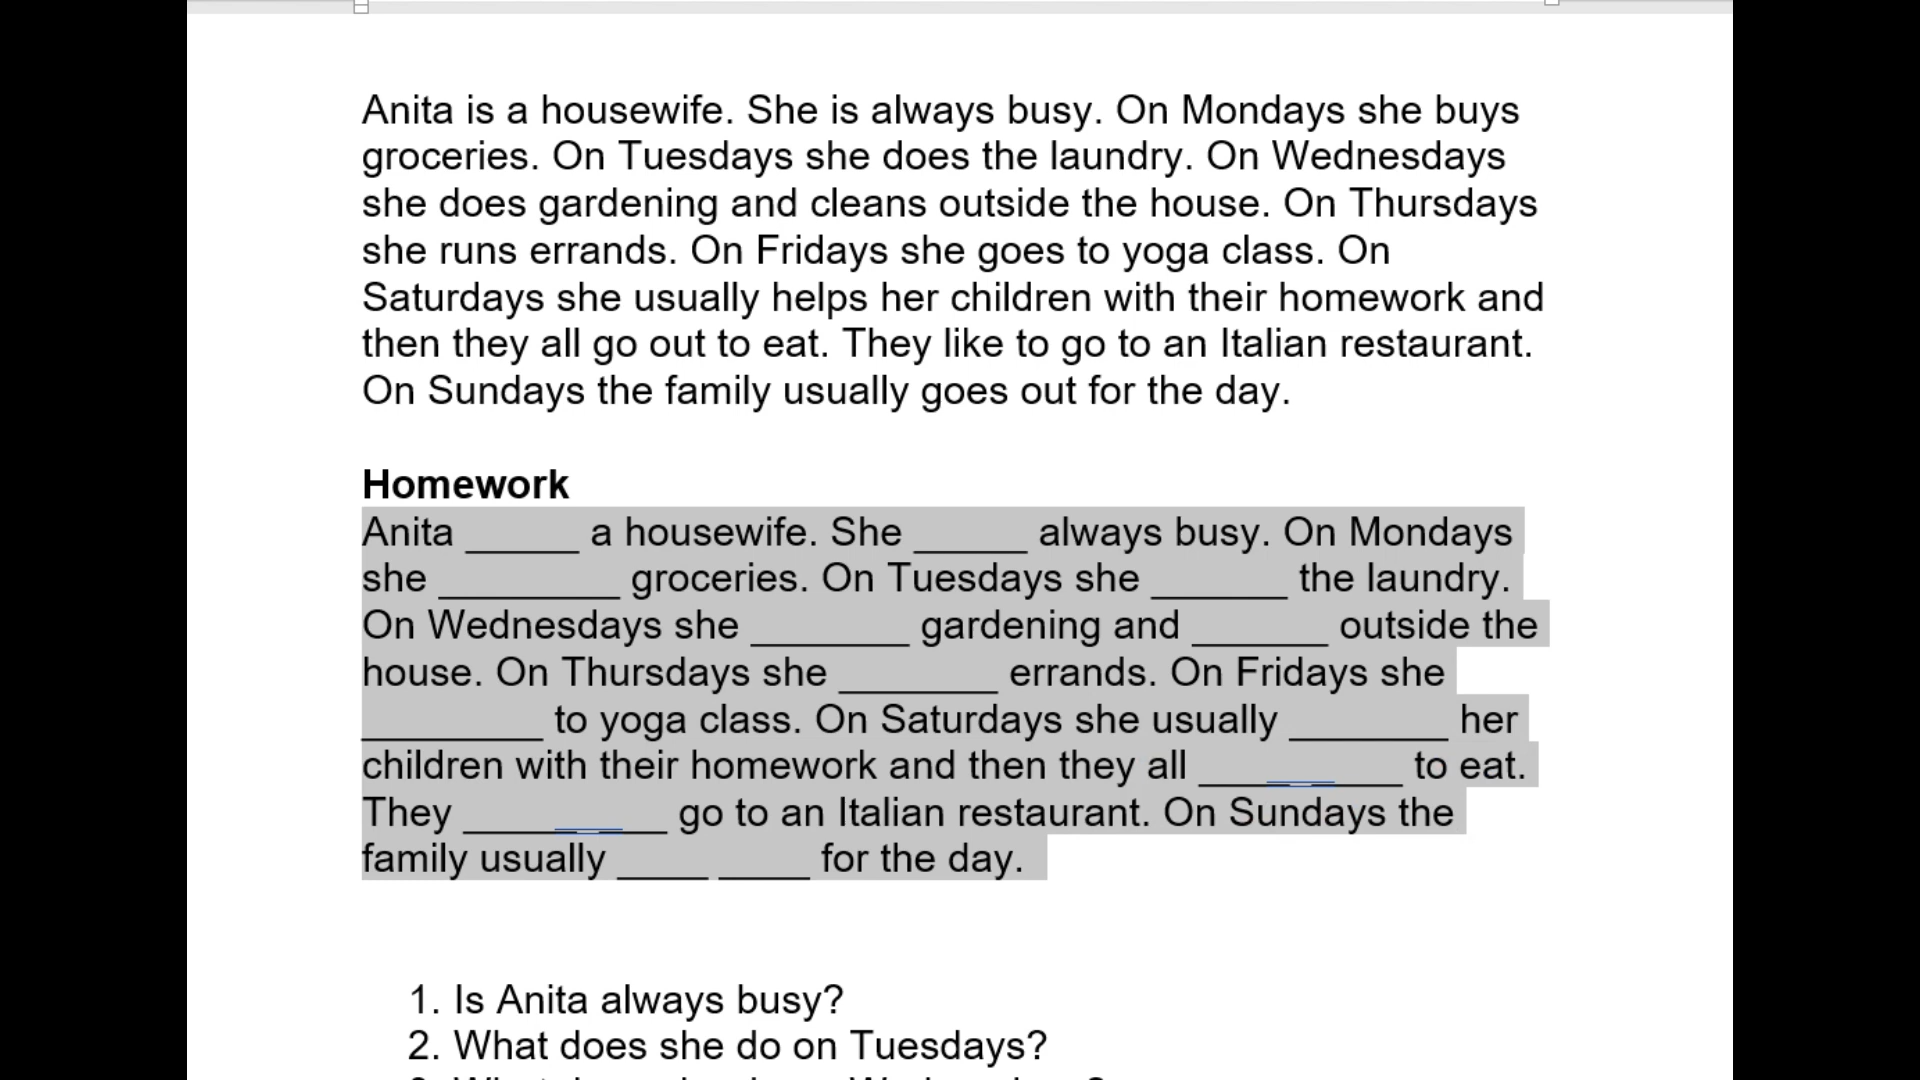 Anita is a housewife. She is always busy. On Mondays she buys
groceries. On Tuesdays she does the laundry. On Wednesdays
she does gardening and cleans outside the house. On Thursdays
she runs errands. On Fridays she goes to yoga class. On
Saturdays she usually helps her children with their homework and
then they all go out to eat. They like to go to an Italian restaurant.
On Sundays the family usually goes out for the day.
Homework
Anita _____ a housewife. She _____ always busy. On Mondays
she ________ groceries. On Tuesdays she ______ the laundry.
On Wednesdays she _______ gardening and ______ outside the
house. On Thursdays she _______ errands. On Fridays she
________ to yoga class. On Saturdays she usually _______ her
children with their homework and then they all _________ to eat.
They _________ go to an Italian restaurant. On Sundays the
family usually ____ ____ for the day.
1. Is Anita always busy?
2. What does she do on Tuesdays?